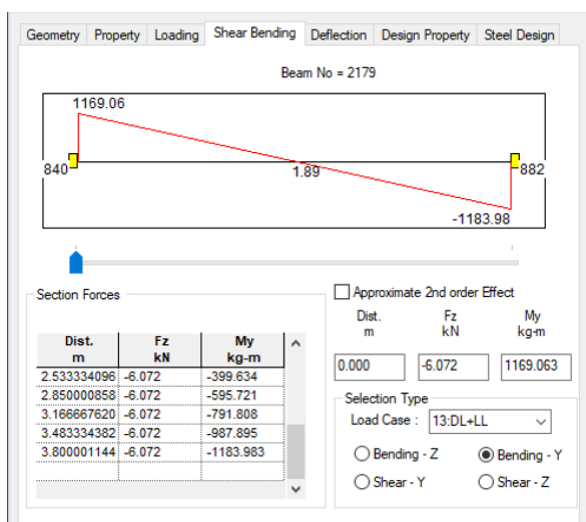 Geometry Property Loading Shear Bending Deflection Design Property Steel Design
Beam No = 2179
1169.06
840
1.89
882
-1183.98
Section Forces
Dist. m Fz kN My kg-m
2.533334096 -6.072 -399.634
2.850000858 -6.072 -595.721
3.166667620 -6.072 -791.808
3.483334382 -6.072 -987.895
3.800001144 -6.072 -1183.983
Approximate 2nd order Effect
Dist. Fz My
m kN kg-m
0.000 -6.072 1169.063
Selection Type
Load Case : 13:DL+LL
Bending - Z Bending - Y
Shear - Y Shear - Z